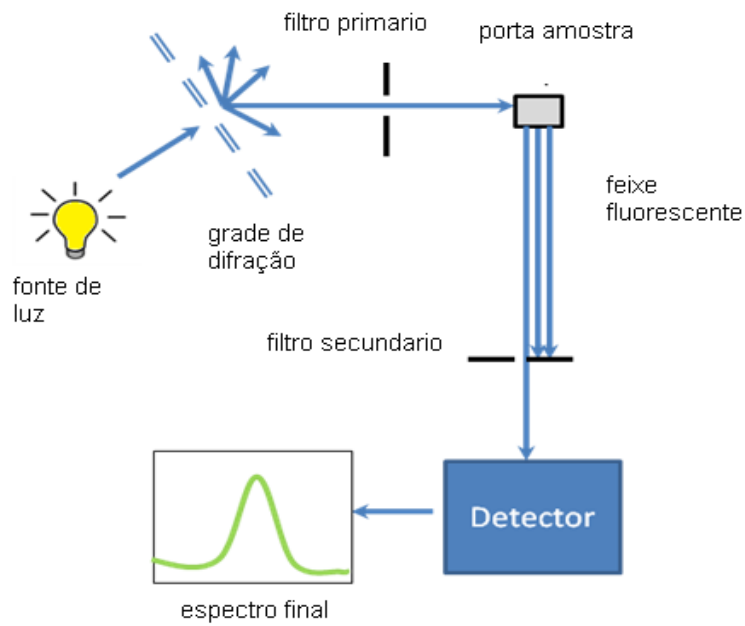 filtro primario
porta amostra
feixe
fluorescente
grade de
difração
fonte de
luz
filtro secundario
Detector
espectro final